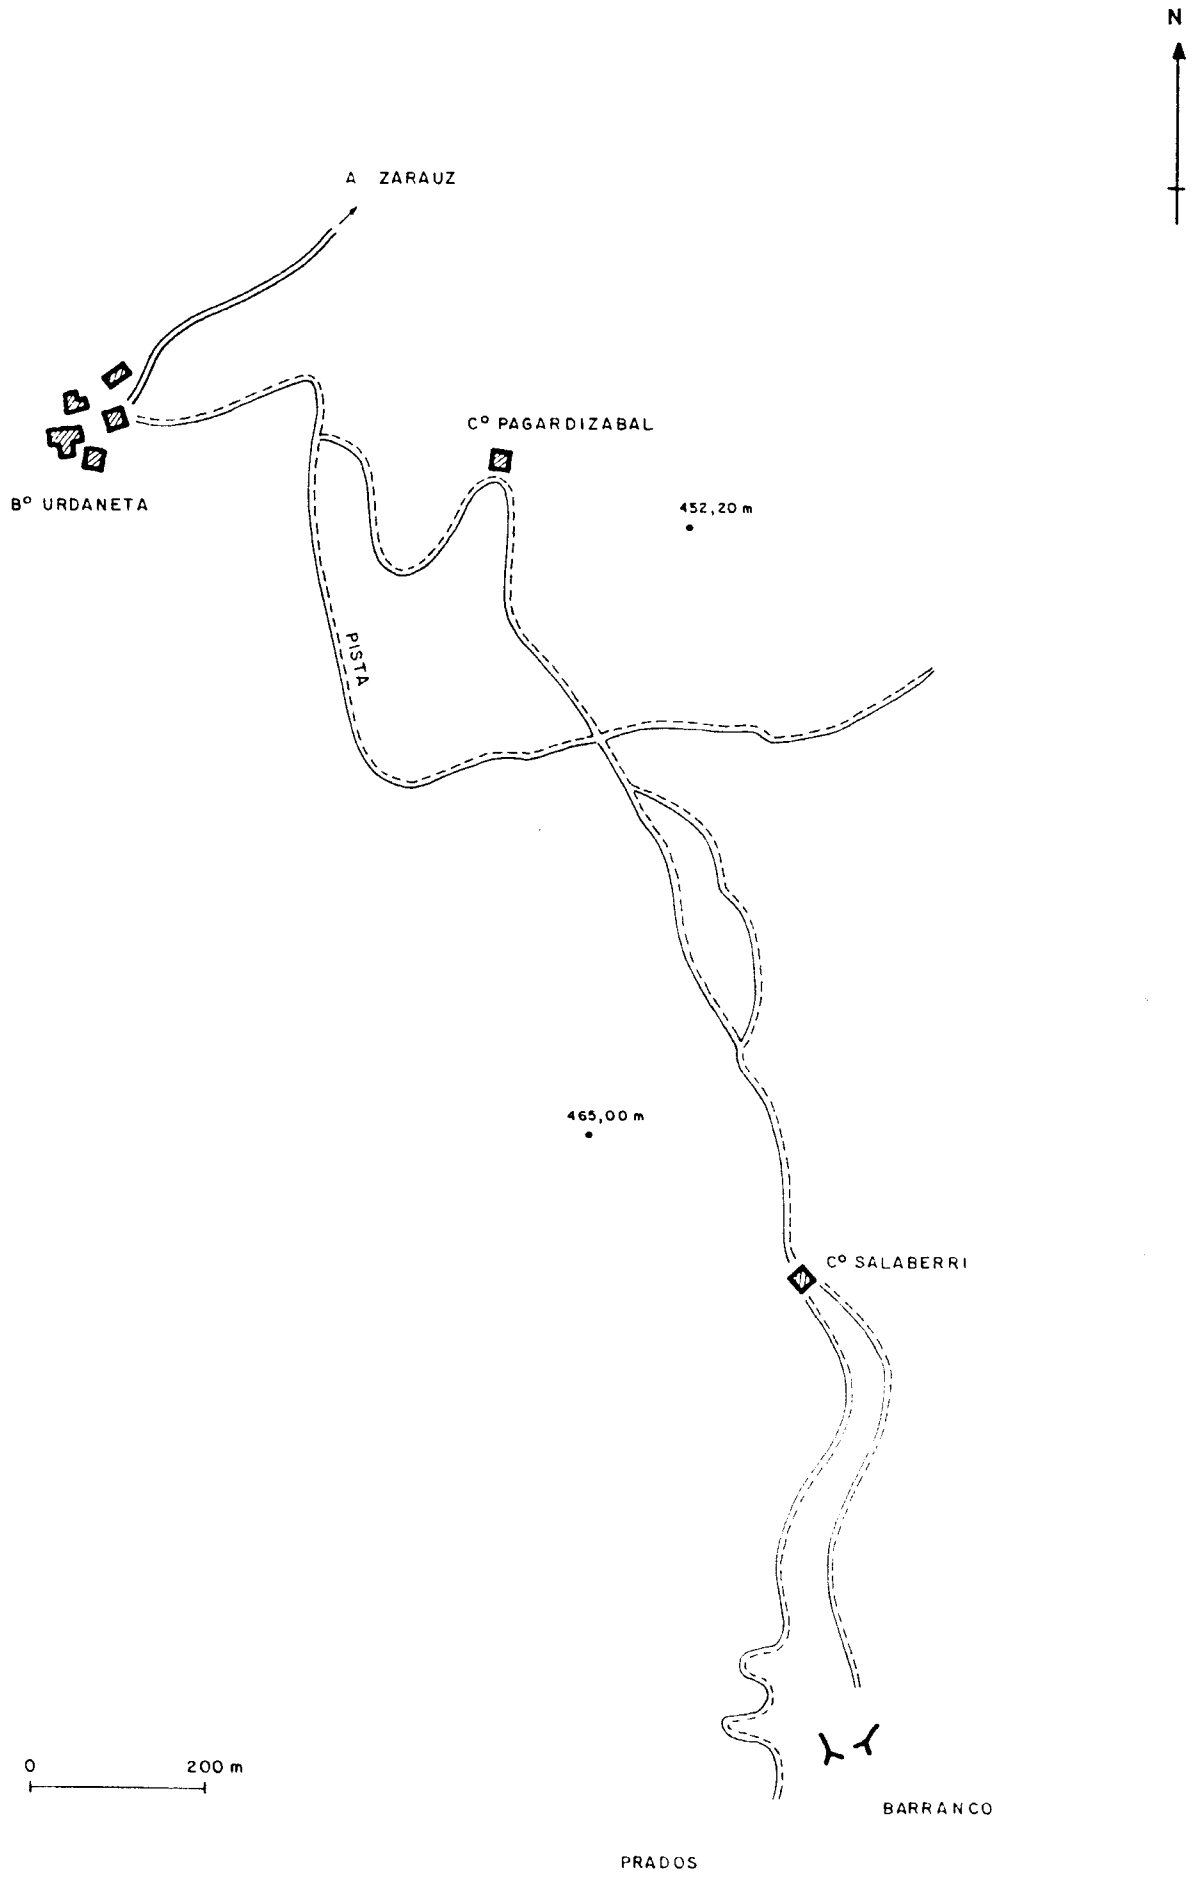 N
A ZARAUZ
Cº PAGARDIZABAL
Bº URDANETA
452,20 m
PISTA
465,00 m
Cº SALABERRI
0 200 m
BARRANCO
PRADOS